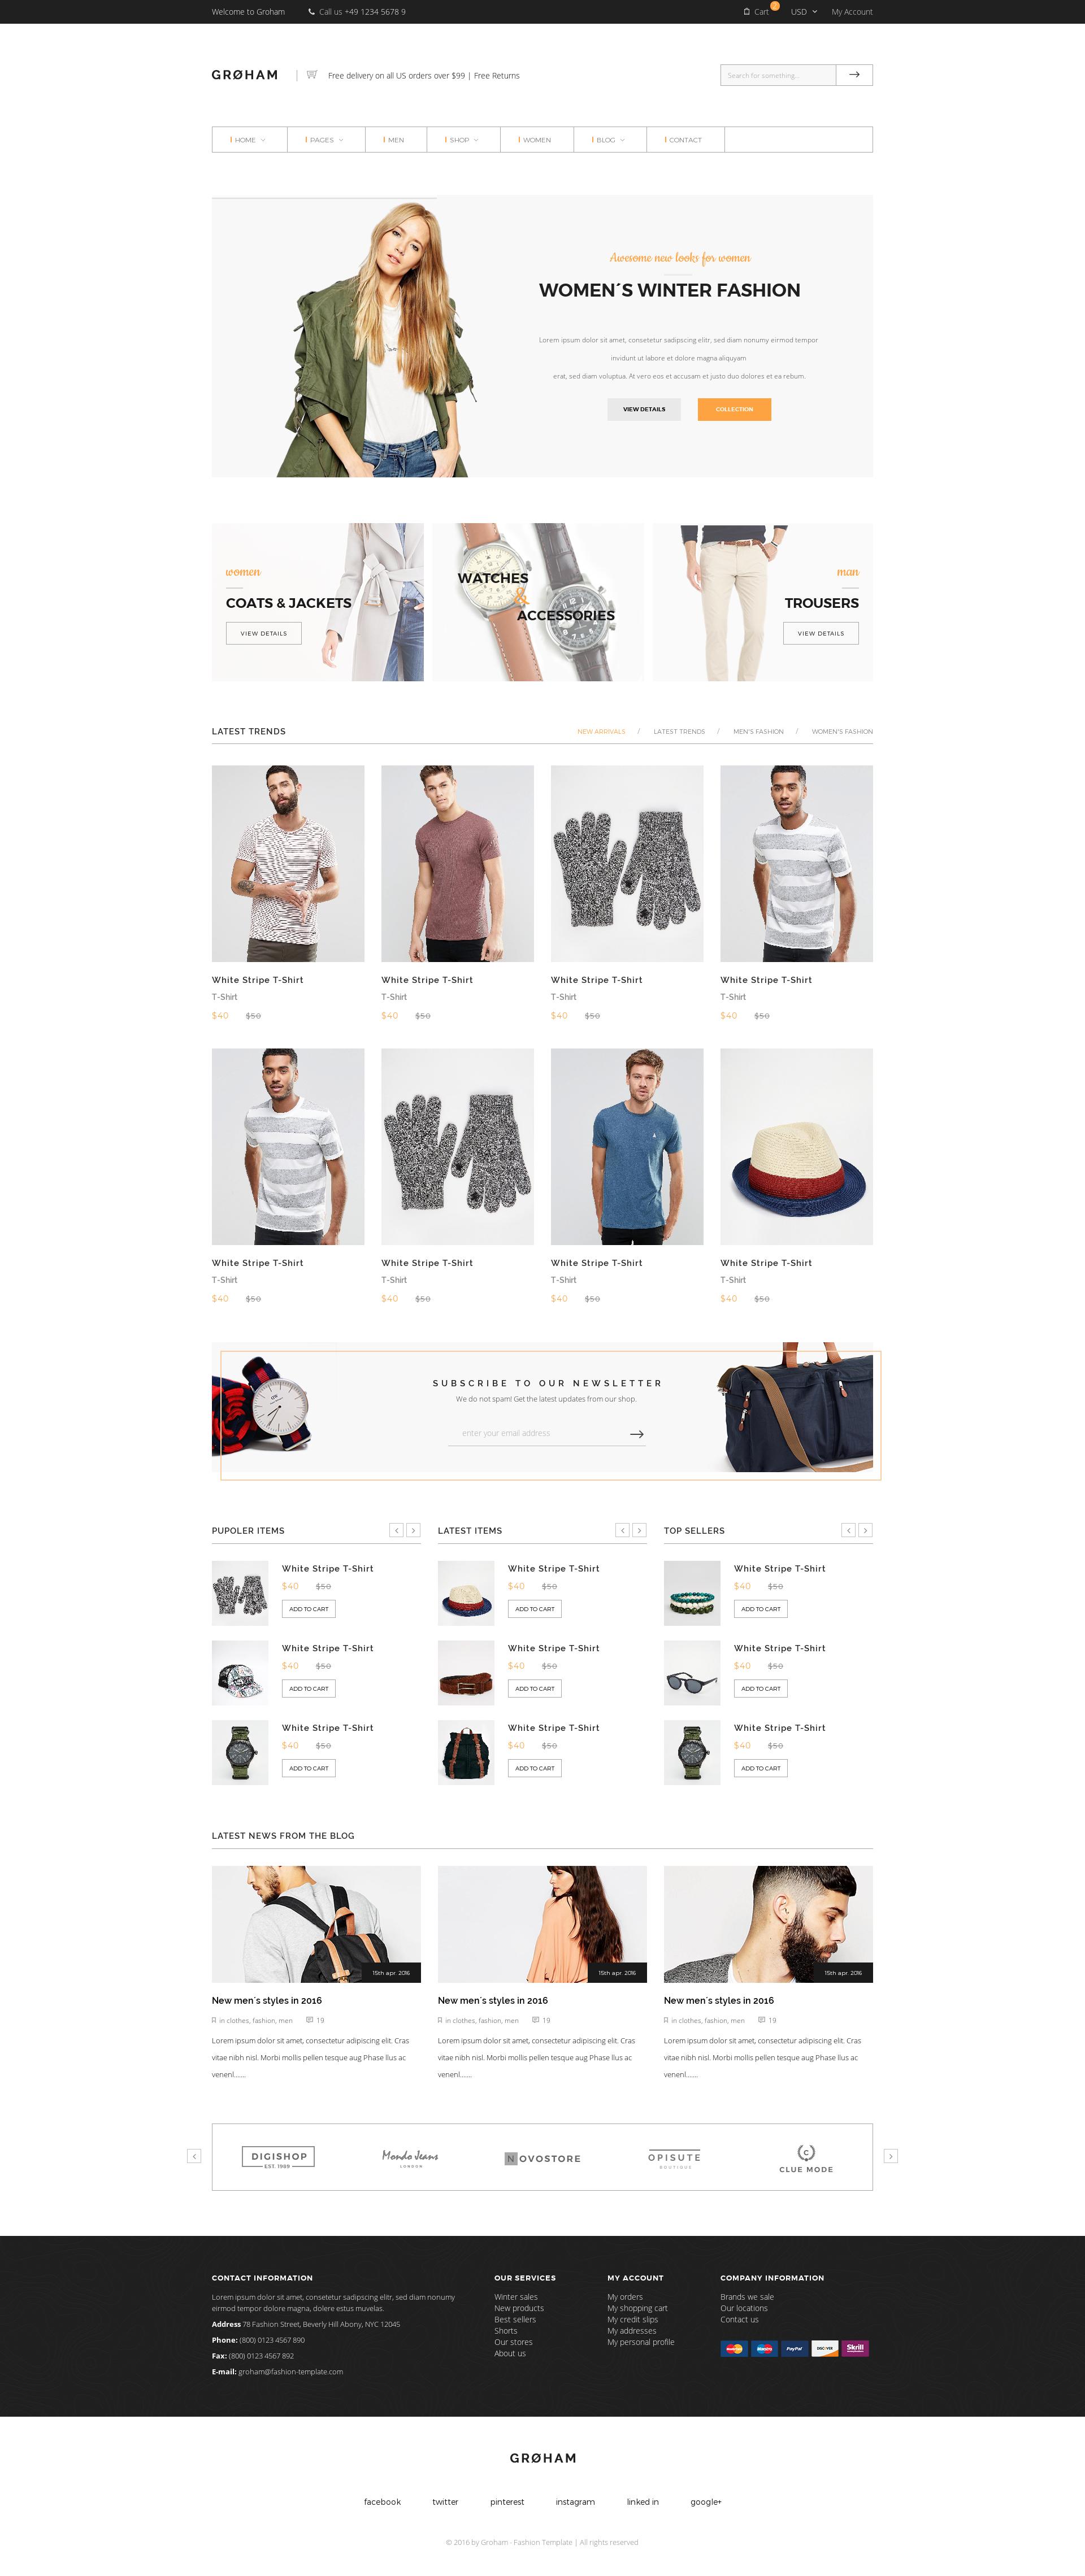 Welcome to Groham
Call us +49 1234 5678 9
Cart
USD
My Account
GRØHAM
Free delivery on all US orders over $99 | Free Returns
Search for something...
HOME
PAGES
MEN
SHOP
WOMEN
BLOG
CONTACT
Awesome new looks for women
WOMEN´S WINTER FASHION
Lorem ipsum dolor sit amet, consetetur sadipscing elitr, sed diam nonumy eirmod tempor
invidunt ut labore et dolore magna aliquyam
erat, sed diam voluptua. At vero eos et accusam et justo duo dolores et ea rebum.
VIEW DETAILS
COLLECTION
women
COATS & JACKETS
VIEW DETAILS
WATCHES
&
ACCESSORIES
man
TROUSERS
VIEW DETAILS
LATEST TRENDS
NEW ARRIVALS / LATEST TRENDS / MEN'S FASHION / WOMEN'S FASHION
White Stripe T-Shirt
T-Shirt
$40 $50
White Stripe T-Shirt
T-Shirt
$40 $50
White Stripe T-Shirt
T-Shirt
$40 $50
White Stripe T-Shirt
T-Shirt
$40 $50
White Stripe T-Shirt
T-Shirt
$40 $50
White Stripe T-Shirt
T-Shirt
$40 $50
White Stripe T-Shirt
T-Shirt
$40 $50
White Stripe T-Shirt
T-Shirt
$40 $50
SUBSCRIBE TO OUR NEWSLETTER
We do not spam! Get the latest updates from our shop.
enter your email address
PUPOLER ITEMS
White Stripe T-Shirt
$40 $50
ADD TO CART
White Stripe T-Shirt
$40 $50
ADD TO CART
White Stripe T-Shirt
$40 $50
ADD TO CART
LATEST ITEMS
White Stripe T-Shirt
$40 $50
ADD TO CART
White Stripe T-Shirt
$40 $50
ADD TO CART
White Stripe T-Shirt
$40 $50
ADD TO CART
TOP SELLERS
White Stripe T-Shirt
$40 $50
ADD TO CART
White Stripe T-Shirt
$40 $50
ADD TO CART
White Stripe T-Shirt
$40 $50
ADD TO CART
LATEST NEWS FROM THE BLOG
15th apr. 2016
New men´s styles in 2016
in clothes, fashion, men 19
Lorem ipsum dolor sit amet, consectetur adipiscing elit. Cras
vitae nibh nisl. Morbi mollis pellen tesque aug Phase llus ac
venenl.......
15th apr. 2016
New men´s styles in 2016
in clothes, fashion, men 19
Lorem ipsum dolor sit amet, consectetur adipiscing elit. Cras
vitae nibh nisl. Morbi mollis pellen tesque aug Phase llus ac
venenl.......
15th apr. 2016
New men´s styles in 2016
in clothes, fashion, men 19
Lorem ipsum dolor sit amet, consectetur adipiscing elit. Cras
vitae nibh nisl. Morbi mollis pellen tesque aug Phase llus ac
venenl.......
DIGISHOP
EST. 1989
Mondo Jeans
LONDON
NOVOSTORE
OPISUTE
BOUTIQUE
C
CLUE MODE
CONTACT INFORMATION
Lorem ipsum dolor sit amet, consetetur sadipscing elitr, sed diam nonumy
eirmod tempor dolore magna, dolere estus muvelas.
Address 78 Fashion Street, Beverly Hill Abony, NYC 12045
Phone: (800) 0123 4567 890
Fax: (800) 0123 4567 892
E-mail: groham@fashion-template.com
OUR SERVICES
Winter sales
New products
Best sellers
Shorts
Our stores
About us
MY ACCOUNT
My orders
My shopping cart
My credit slips
My addresses
My personal profile
COMPANY INFORMATION
Brands we sale
Our locations
Contact us
MasterCard
Maestro
PayPal
DISCOVER
Skrill
GRØHAM
facebook
twitter
pinterest
instagram
linked in
google+
© 2016 by Groham - Fashion Template | All rights reserved